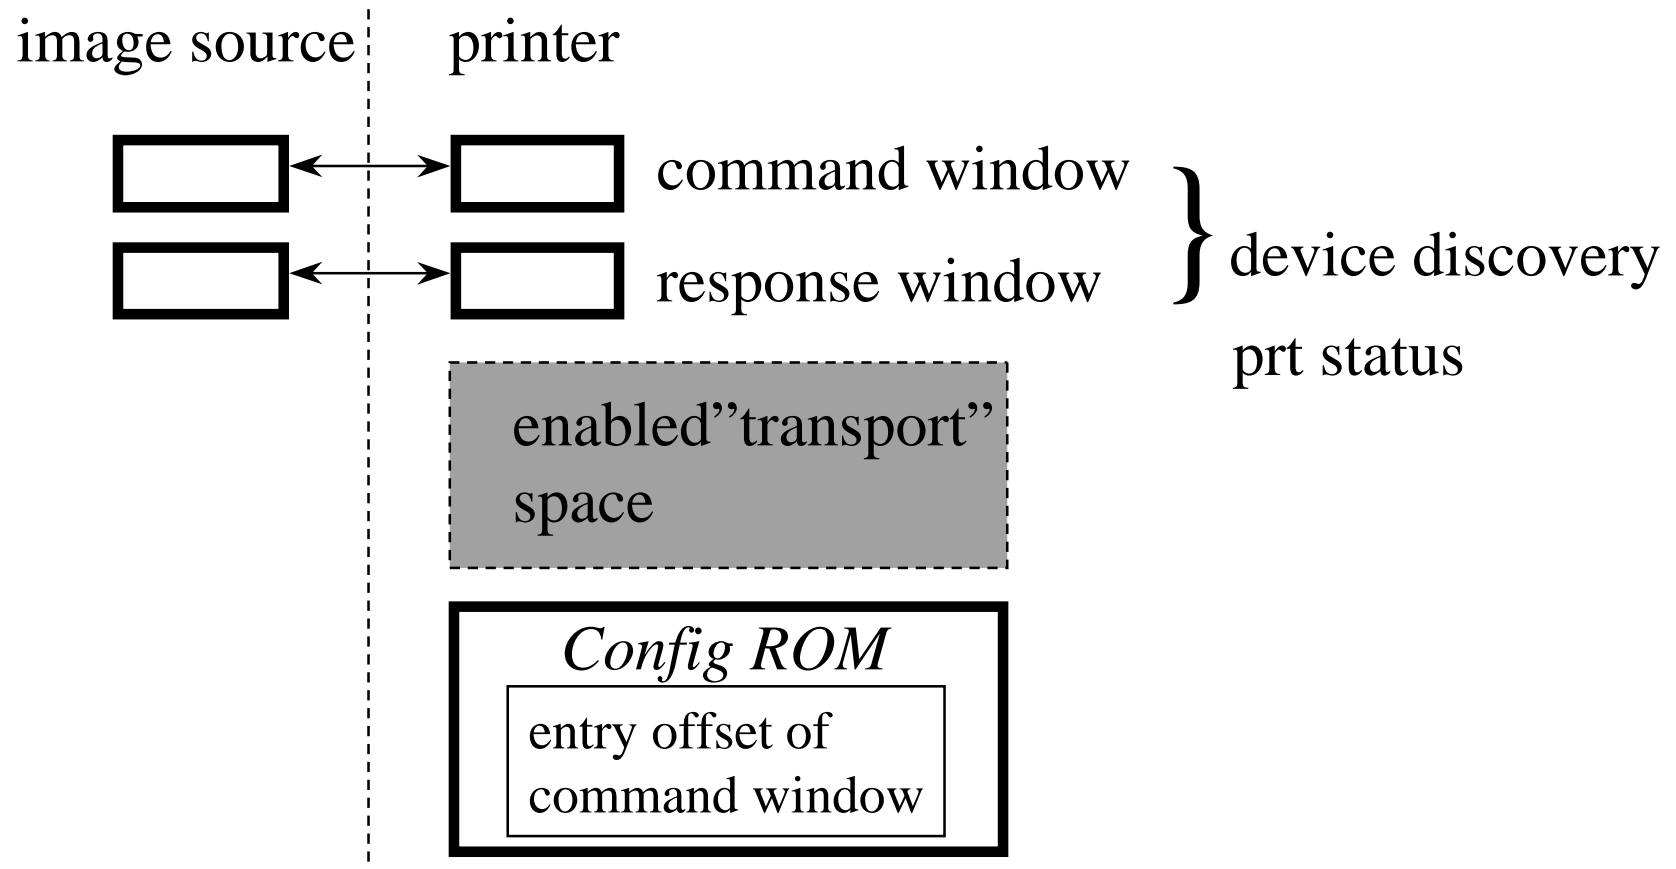 image source
printer
command window
response window
} device discovery
prt status
enabled”transport”
space
Config ROM
entry offset of
command window